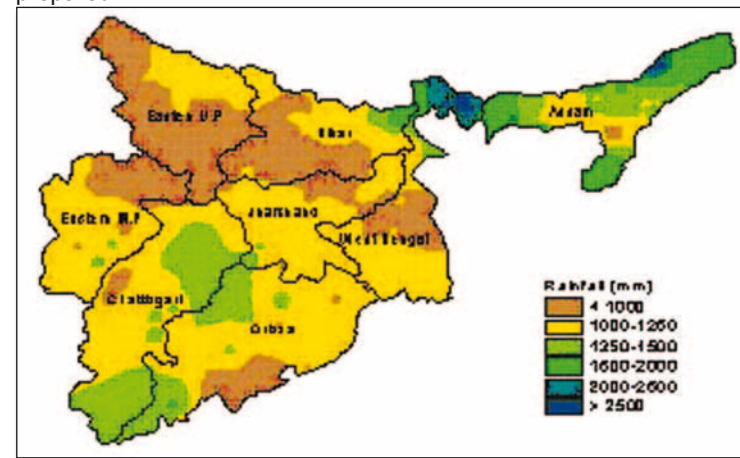 Eastern U.P
Bihar
Assam
Eastern M.P
Jharkhand
West Bengal
Chattisgarh
Orissa
Rainfall (mm)
< 1000
1000-1250
1250-1500
1500-2000
2000-2500
> 2500